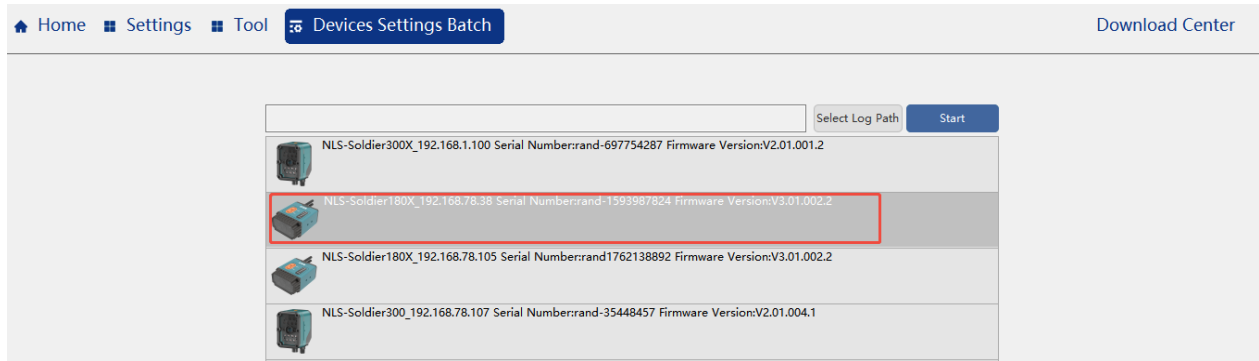 Home Settings Tool Devices Settings Batch Download Center
Select Log Path Start
NLS-Soldier300X_192.168.1.100 Serial Number:rand-697754287 Firmware Version:V2.01.001.2
NLS-Soldier180X_192.168.78.38 Serial Number:rand-1593987824 Firmware Version:V3.01.002.2
NLS-Soldier180X_192.168.78.105 Serial Number:rand1762138892 Firmware Version:V3.01.002.2
NLS-Soldier300_192.168.78.107 Serial Number:rand-35448457 Firmware Version:V2.01.004.1